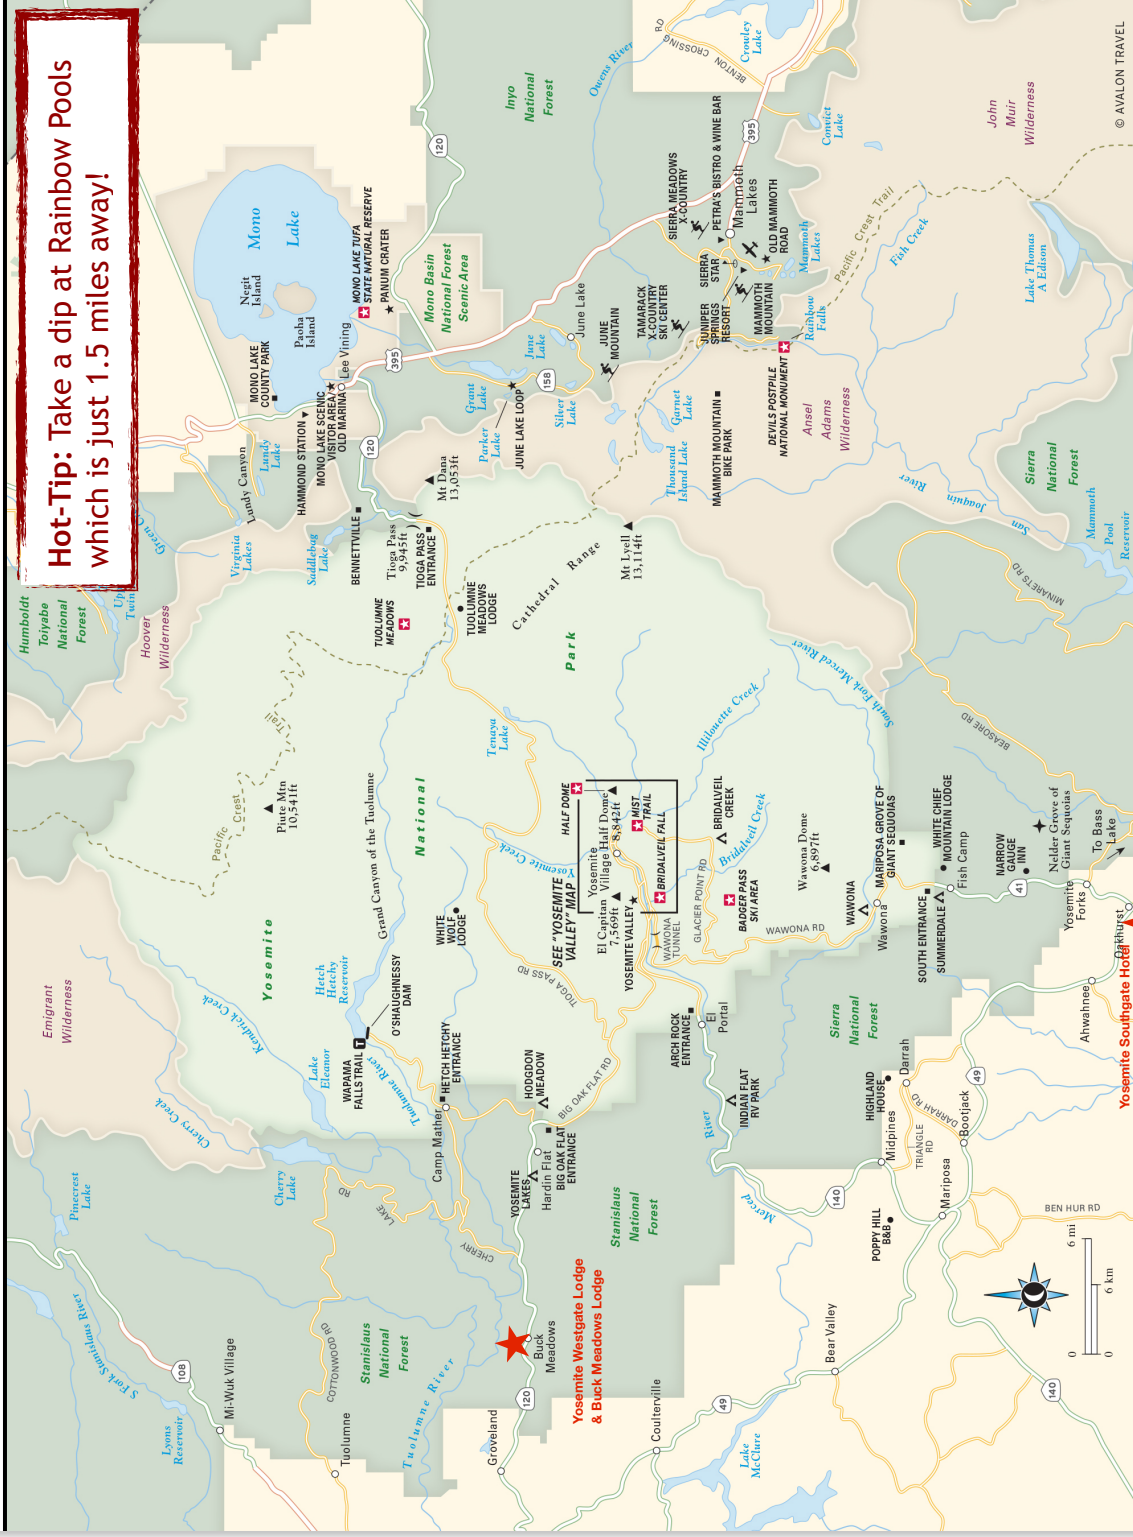 Hot-Tip: Take a dip at Rainbow Pools
which is just 1.5 miles away!
Humboldt
Toiyabe
National
Forest
Up
Twin
Green C
Hoover
Wilderness
Virginia
Lakes
Lundy Canyon
Lundy
Lake
Saddlebag
Lake
MONO LAKE
COUNTY PARK
HAMMOND STATION
MONO LAKE SCENIC
VISITOR AREA/
OLD MARINA
Lee Vining
Mono
Lake
Negit
Island
Paoha
Island
MONO LAKE TUFA
STATE NATURAL RESERVE
PANUM CRATER
Mono Basin
National Forest
Scenic Area
Inyo
National
Forest
120
395
120
BENNETTVILLE
Tioga Pass
9,945ft
TIOGA PASS
ENTRANCE
Mt Dana
13,053ft
Grant
Lake
Parker
Lake
JUNE LAKE LOOP
June
Lake
158
Silver
Lake
June Lake
JUNE
MOUNTAIN
Owens River
BENTON
CROSSING
RD
Crowley
Lake
SIERRA MEADOWS
X-COUNTRY
PETRA'S BISTRO & WINE BAR
Mammoth
Lakes
OLD MAMMOTH
ROAD
SIERRA
STAR
TAMARACK
X-COUNTRY
SKI CENTER
JUNIPER
SPRINGS
RESORT
MAMMOTH
MOUNTAIN
Mammoth
Lakes
Rainbow
Falls
395
Convict
Lake
John
Muir
Wilderness
Pacific Crest Trail
Fish Creek
Lake Thomas
A Edison
© AVALON TRAVEL
DEVILS POSTPILE
NATIONAL MONUMENT
Ansel
Adams
Wilderness
Garnet
Lake
Thousand
Island Lake
MAMMOTH MOUNTAIN
BIKE PARK
San
Joaquin
River
Sierra
National
Forest
Mammoth
Pool
Reservoir
MINARETS RD
BEASORE RD
TUOLUMNE
MEADOWS
TUOLUMNE
MEADOWS
LODGE
Cathedral Range
Mt Lyell
13,114ft
Pacific Crest
Trail
Piute Mtn
10,541ft
Grand Canyon of the Tuolumne
Yosemite
National
Park
Tenaya
Lake
Illilouette Creek
South Fork Merced River
Yosemite Creek
HALF DOME
Half Dome
8,842ft
MIST
TRAIL
Yosemite
Village
SEE "YOSEMITE
VALLEY" MAP
El Capitan
7,569ft
YOSEMITE VALLEY
BRIDALVEIL FALL
BRIDALVEIL
CREEK
Bridalveil Creek
GLACIER POINT RD
WAWONA
TUNNEL
BADGER PASS
SKI AREA
WAWONA RD
Wawona Dome
6,897ft
WAWONA
Wawona
MARIPOSA GROVE OF
GIANT SEQUOIAS
SOUTH ENTRANCE
SUMMERDALE
WHITE CHIEF
MOUNTAIN LODGE
Fish Camp
NARROW
GAUGE
INN
Nelder Grove of
Giant Sequoias
41
To Bass
Lake
Yosemite
Forks
Oakhurst
Yosemite Southgate Hotel
Ahwahnee
Emigrant
Wilderness
Kendrick Creek
Hetch
Hetchy
Reservoir
O'SHAUGHNESSY
DAM
WHITE
WOLF
LODGE
TIOGA PASS RD
Lake
Eleanor
WAPAMA
FALLS TRAIL
T
Tuolumne River
HETCH HETCHY
ENTRANCE
Cherry Creek
Camp Mather
HODGDON
MEADOW
BIG OAK FLAT RD
ARCH ROCK
ENTRANCE
El
Portal
INDIAN FLAT
RV PARK
Sierra
National
Forest
HIGHLAND
HOUSE
Darrah
DARRAH RD
TRIANGLE
RD
Midpines
Bootjack
49
Mariposa
POPPY HILL
B&B
140
BEN HUR RD
Pinecrest
Lake
Cherry
Lake
CHERRY
LAKE
RD
YOSEMITE
LAKES
Hardin Flat
BIG OAK FLAT
ENTRANCE
Stanislaus
National
Forest
Merced
River
S Fork Stanislaus River
108
Mi-Wuk Village
Lyons
Reservoir
COTTONWOOD RD
Tuolumne
Stanislaus
National
Forest
Tuolumne River
Groveland
120
Buck
Meadows
Yosemite Westgate Lodge
& Buck Meadows Lodge
Coulterville
49
Lake
McClure
Bear Valley
140
0
6 mi
0
6 km